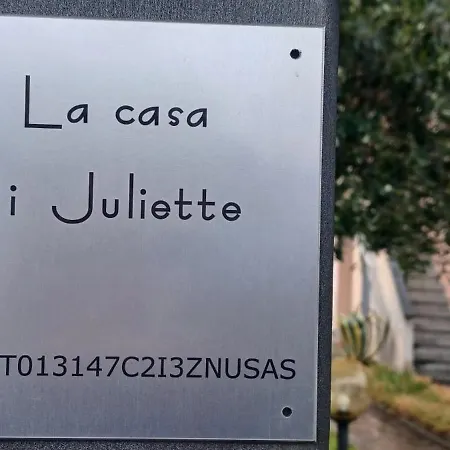 La casa
i Juliette
T013147C2I3ZNUSAS